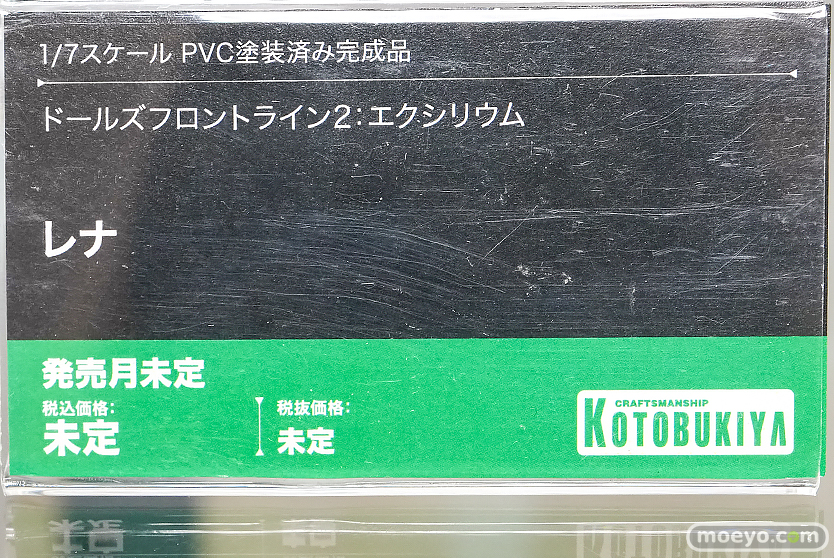 1/7スケール PVC塗装済み完成品
ドールズフロントライン2:エクシリウム
レナ
発売月未定
税込価格:
未定
税抜価格:
未定
CRAFTSMANSHIP
KOTOBUKIYA
moeyo.com